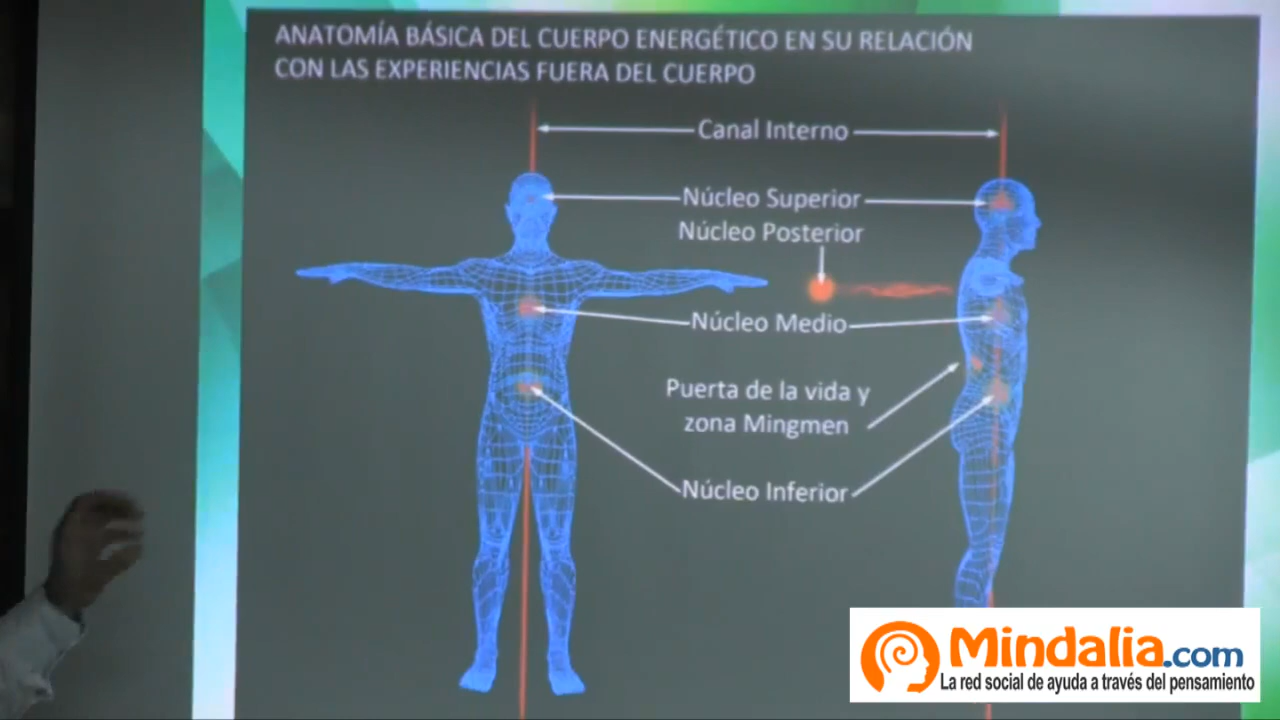 ANATOMÍA BÁSICA DEL CUERPO ENERGÉTICO EN SU RELACIÓN
CON LAS EXPERIENCIAS FUERA DEL CUERPO
Canal Interno
Núcleo Superior
Núcleo Posterior
Núcleo Medio
Puerta de la vida y
zona Mingmen
Núcleo Inferior
Mindalia.com
La red social de ayuda a través del pensamiento